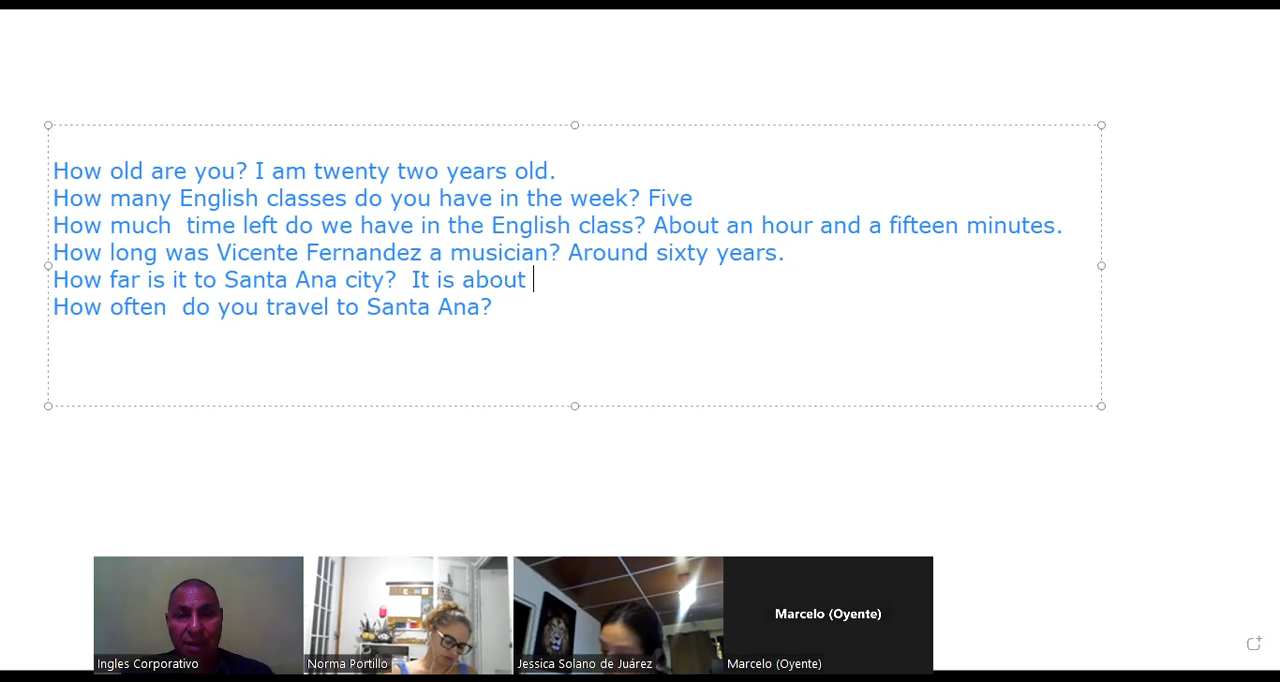 How old are you? I am twenty two years old.
How many English classes do you have in the week? Five
How much  time left do we have in the English class? About an hour and a fifteen minutes.
How long was Vicente Fernandez a musician? Around sixty years.
How far is it to Santa Ana city?  It is about
How often  do you travel to Santa Ana?
Marcelo (Oyente)
Ingles Corporativo
Norma Portillo
Jessica Solano de Juárez
Marcelo (Oyente)